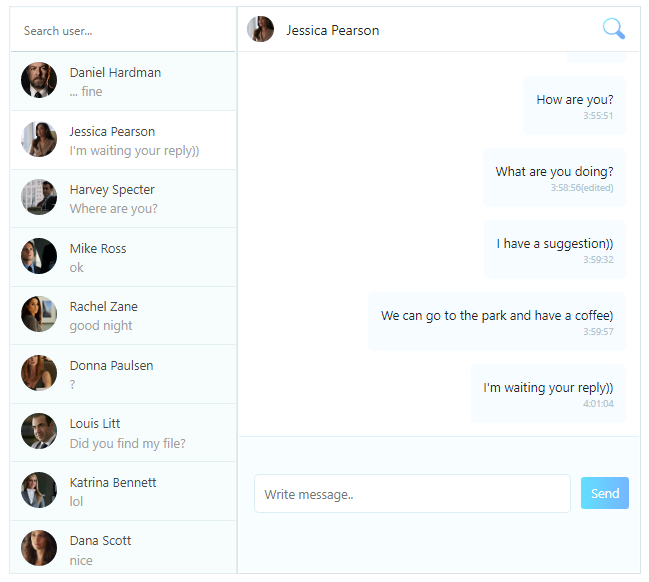 Search user...
Daniel Hardman
... fine
Jessica Pearson
I'm waiting your reply))
Harvey Specter
Where are you?
Mike Ross
ok
Rachel Zane
good night
Donna Paulsen
?
Louis Litt
Did you find my file?
Katrina Bennett
lol
Dana Scott
nice
Jessica Pearson
How are you?
3:55:51
What are you doing?
3:58:56(edited)
I have a suggestion))
3:59:32
We can go to the park and have a coffee)
3:59:57
I'm waiting your reply))
4:01:04
Write message..
Send